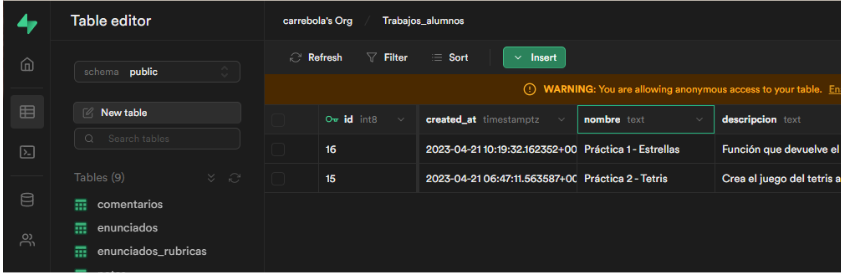 Table editor
carrebola's Org / Trabajos_alumnos
Refresh Filter Sort Insert
schema public
WARNING: You are allowing anonymous access to your table. En
New table
Search tables
id int8 created_at timestamptz nombre text descripcion text
16 2023-04-21 10:19:32.162352+00 Práctica 1 - Estrellas Función que devuelve el
15 2023-04-21 06:47:11.563587+00 Práctica 2 - Tetris Crea el juego del tetris a
Tables (9)
comentarios
enunciados
enunciados_rubricas